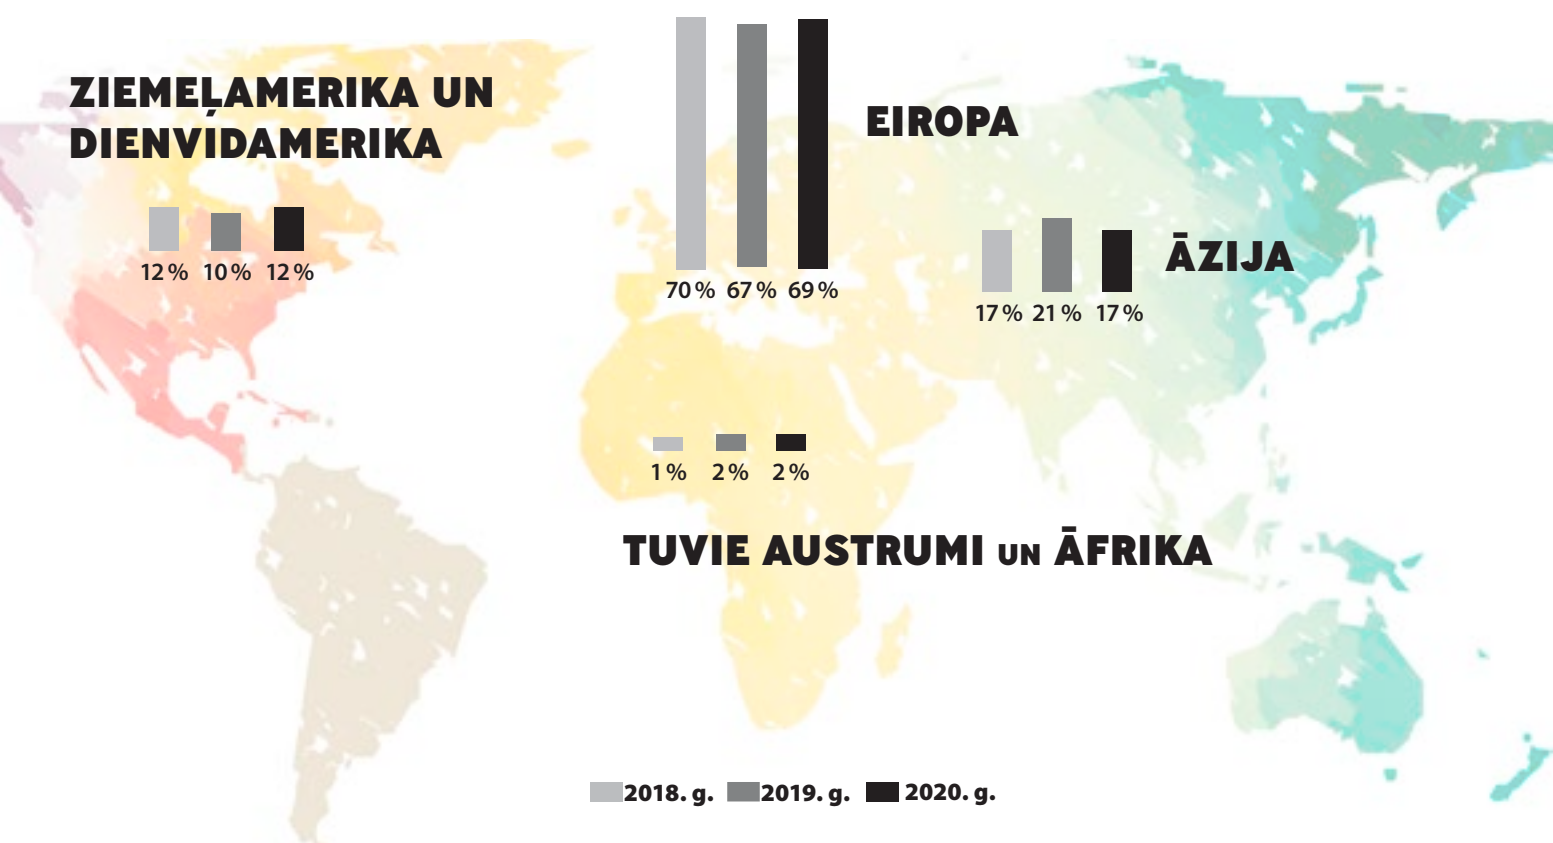 ZIEMEĻAMERIKA UN
DIENVIDAMERIKA
12 % 10 % 12 %
EIROPA
70 % 67 % 69 %
ĀZIJA
17 % 21 % 17 %
1 % 2 % 2 %
TUVIE AUSTRUMI UN ĀFRIKA
2018. g. 2019. g. 2020. g.